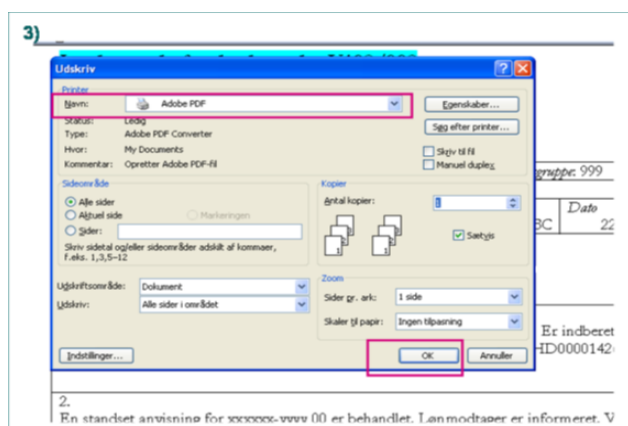 3)
Udskriv
Printer
Navn: Adobe PDF
Egenskaber...
Status: Ledig
Søg efter printer...
Type: Adobe PDF Converter
Hvor: My Documents
Skriv til fil
Kommentar: Opretter Adobe PDF-fil
Manuel duplex
gruppe: 999
Sideområde
Kopier
Alle sider
Antal kopier: 1
Dato
Aktuel side
Markeringen
BC 22
Sider:
Sætvis
Skriv sidetal og/eller sideområder adskilt af kommaer,
f.eks. 1,3,5–12
Zoom
Udskriftsområde: Dokument
Sider pr. ark: 1 side
Udskriv: Alle sider i området
Skaler til papir: Ingen tilpasning
Er indberet
HD0000142
Indstillinger...
OK
Annuller
2.
En standset anvisning for xxxxxx-yyyy 00 er behandlet. Lønmodtager er informeret. V